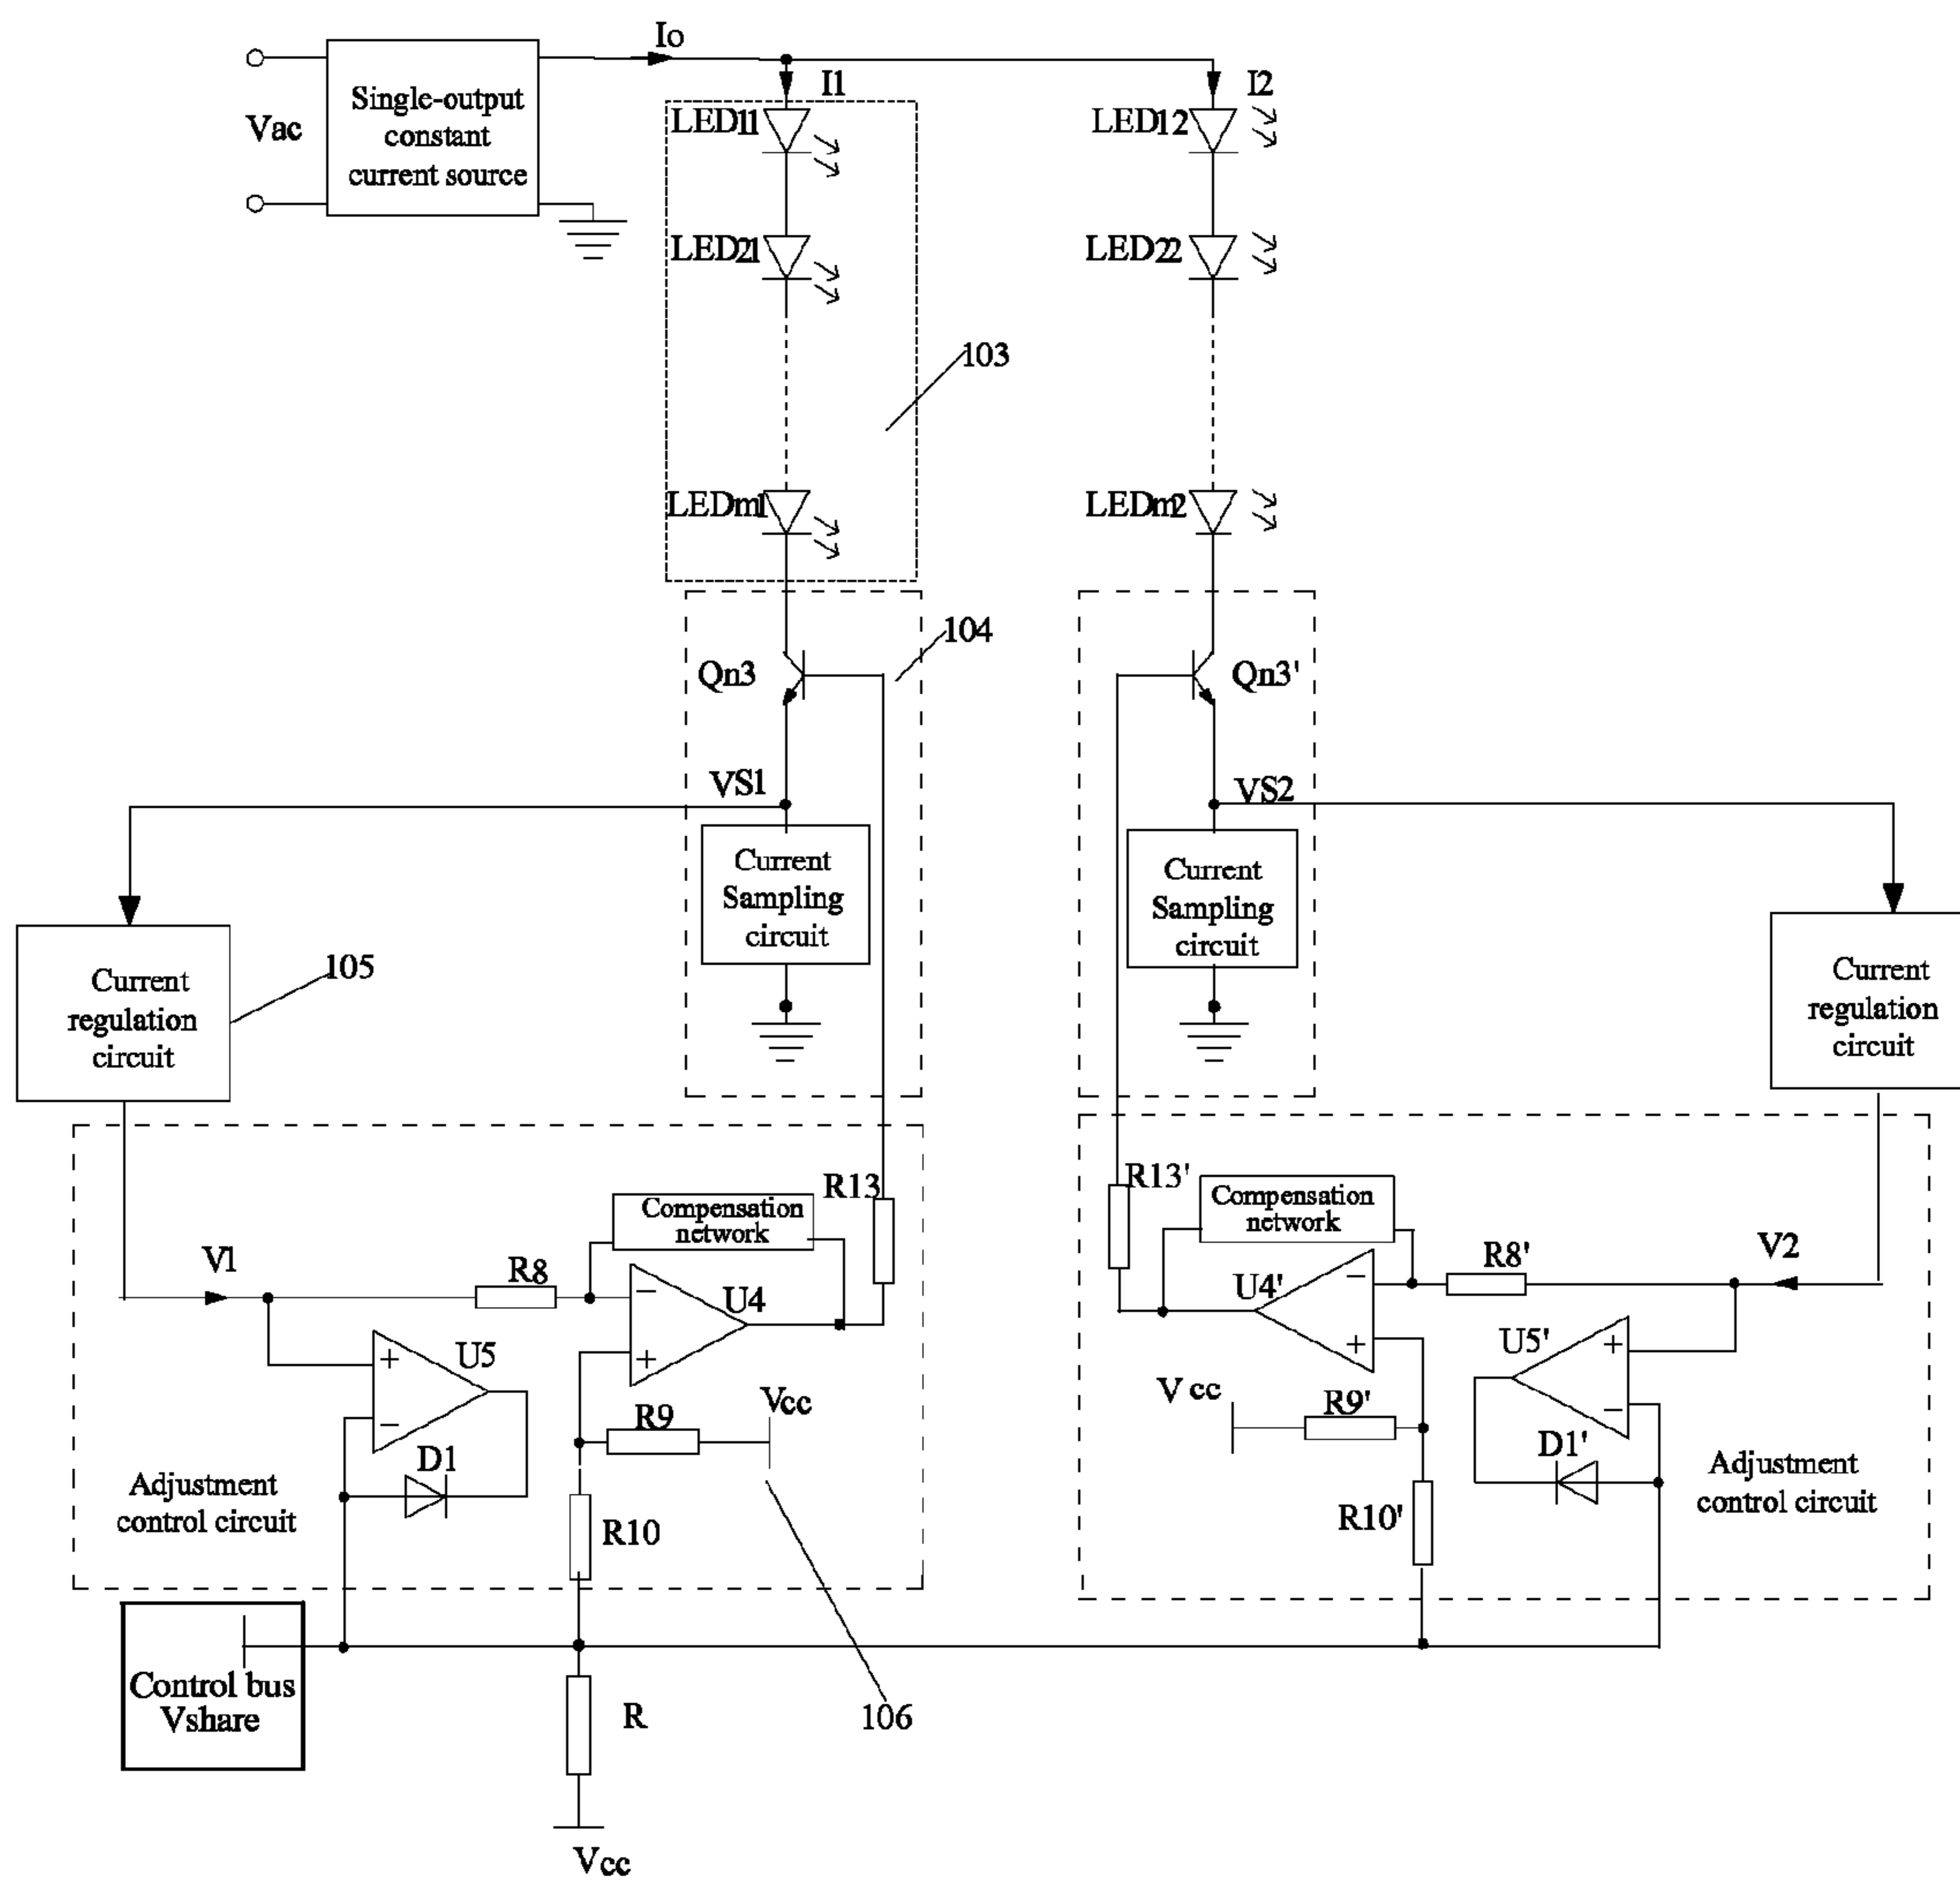 Io
I1
I2
Vac
Single-output
constant
current source
LED11
LED12
LED21
LED22
103
LEDm1
LEDm2
104
Qn3
Qn3'
VS1
VS2
Current
Sampling
circuit
Current
Sampling
circuit
Current
regulation
circuit
105
Current
regulation
circuit
R13
R13'
Compensation
network
Compensation
network
V1
R8
U4
U4'
R8'
V2
+
−
U5
−
+
−
+
U5'
+
−
D1
R9
Vcc
V cc
R9'
D1'
Adjustment
control circuit
R10
R10'
Adjustment
control circuit
Control bus
Vshare
R
106
Vcc